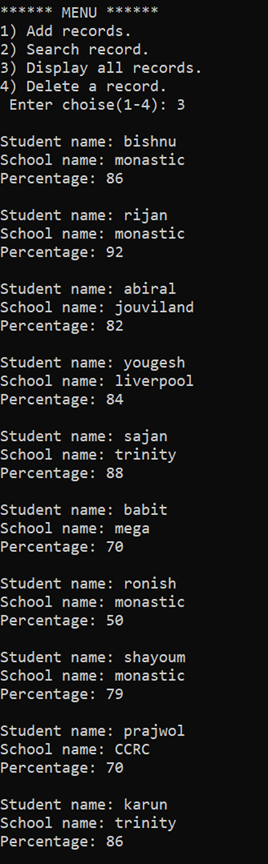 ****** MENU ******
1) Add records.
2) Search record.
3) Display all records.
4) Delete a record.
Enter choise(1-4): 3
Student name: bishnu
School name: monastic
Percentage: 86
Student name: rijan
School name: monastic
Percentage: 92
Student name: abiral
School name: jouviland
Percentage: 82
Student name: yougesh
School name: liverpool
Percentage: 84
Student name: sajan
School name: trinity
Percentage: 88
Student name: babit
School name: mega
Percentage: 70
Student name: ronish
School name: monastic
Percentage: 50
Student name: shayoum
School name: monastic
Percentage: 79
Student name: prajwol
School name: CCRC
Percentage: 70
Student name: karun
School name: trinity
Percentage: 86